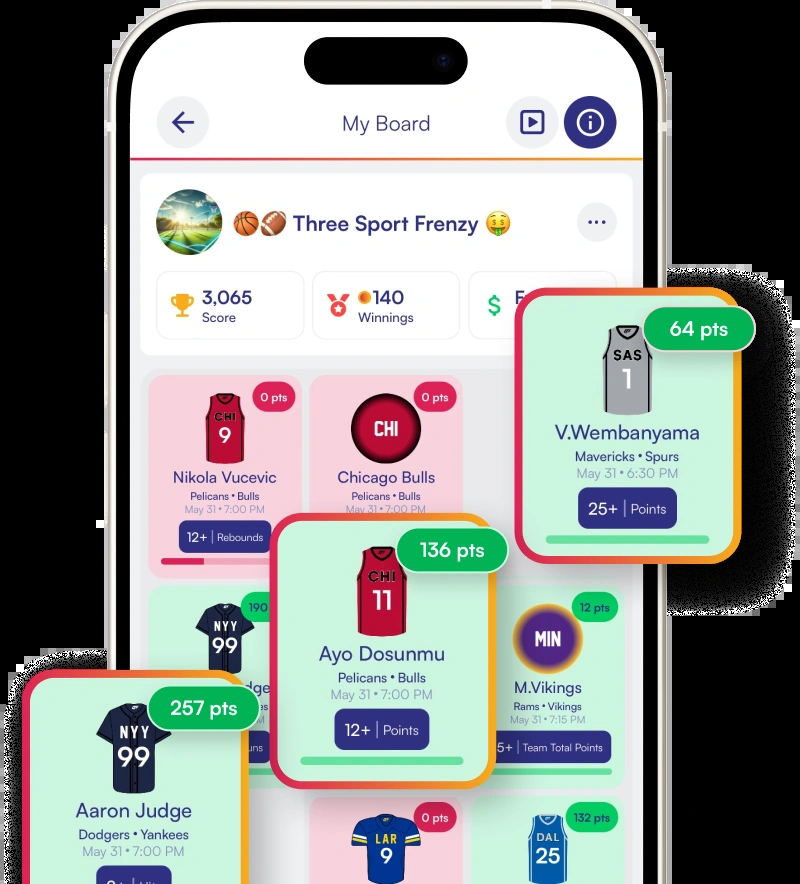 My Board
Three Sport Frenzy
3,065
Score
140
Winnings
64 pts
SAS
1
V.Wembanyama
Mavericks • Spurs
May 31 • 6:30 PM
25+ | Points
0 pts
CHI
9
Nikola Vucevic
Pelicans • Bulls
May 31 • 7:00 PM
12+ | Rebounds
0 pts
CHI
Chicago Bulls
Pelicans • Bulls
May 31 • 7:00 PM
136 pts
CHI
11
Ayo Dosunmu
Pelicans • Bulls
May 31 • 7:00 PM
12+ | Points
190
NYY
99
12 pts
MIN
M.Vikings
Rams • Vikings
May 31 • 7:15 PM
5+ | Team Total Points
257 pts
NYY
99
Aaron Judge
Dodgers • Yankees
May 31 • 7:00 PM
0 pts
LAR
9
132 pts
DAL
25